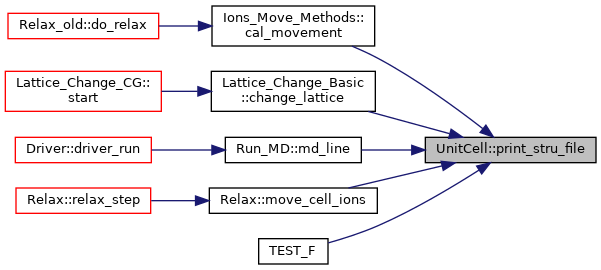 Relax_old::do_relax
Ions_Move_Methods::
cal_movement
Lattice_Change_CG::
start
Lattice_Change_Basic
::change_lattice
Driver::driver_run
Run_MD::md_line
UnitCell::print_stru_file
Relax::relax_step
Relax::move_cell_ions
TEST_F